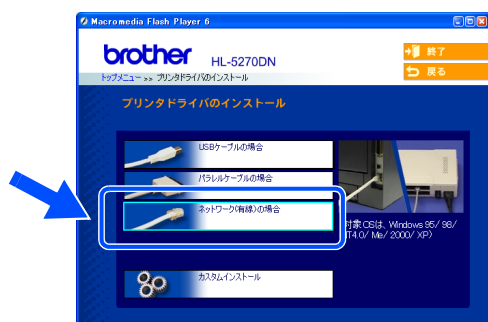 Macromedia Flash Player 6
brother HL-5270DN
終了
戻る
トップメニュー >> プリンタドライバのインストール
プリンタドライバのインストール
USBケーブルの場合
パラレルケーブルの場合
ネットワーク(有線)の場合
対象OSは、Windows 95/ 98/
NT4.0/ Me/ 2000/ XP)
カスタムインストール